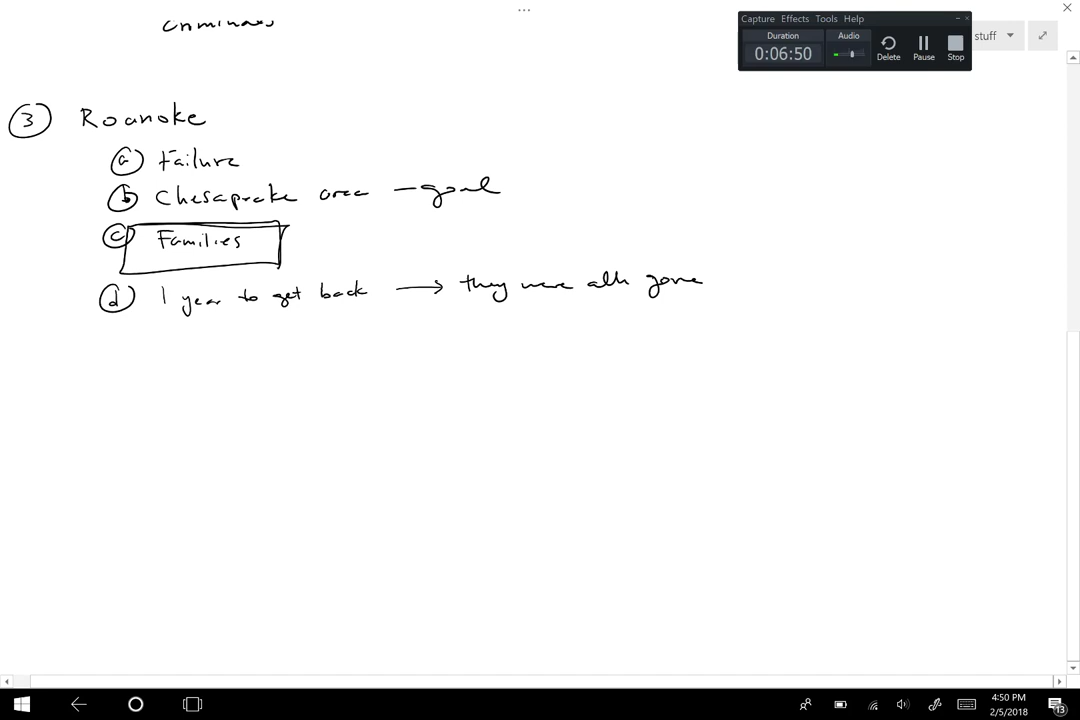 criminals
Capture Effects Tools Help
Duration Audio
0:06:50 Delete Pause Stop
stuff
3 Roanoke
a Failure
b Chesapeake area - goal
c Families
d 1 year to get back → they were all gone
4:50 PM
2/5/2018
13